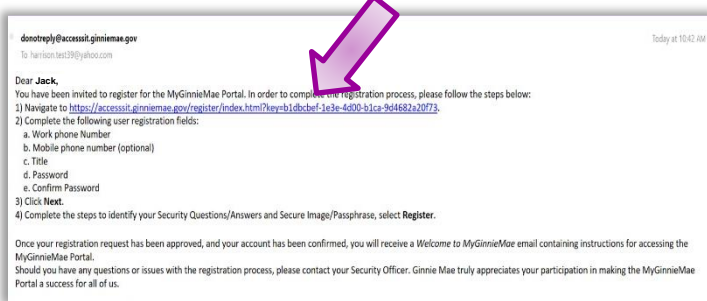 donotreply@accesssit.ginniemae.gov
Today at 10:42 AM
To harrison.test39@yahoo.com
Dear Jack,
You have been invited to register for the MyGinnieMae Portal. In order to complete the registration process, please follow the steps below:
1) Navigate to https://accesssit.ginniemae.gov/register/index.html?key=b1dbcbef-1e3e-4d00-b1ca-9d4682a20f73.
2) Complete the following user registration fields:
a. Work phone Number
b. Mobile phone number (optional)
c. Title
d. Password
e. Confirm Password
3) Click Next.
4) Complete the steps to identify your Security Questions/Answers and Secure Image/Passphrase, select Register.
Once your registration request has been approved, and your account has been confirmed, you will receive a Welcome to MyGinnieMae email containing instructions for accessing the
MyGinnieMae Portal.
Should you have any questions or issues with the registration process, please contact your Security Officer. Ginnie Mae truly appreciates your participation in making the MyGinnieMae
Portal a success for all of us.